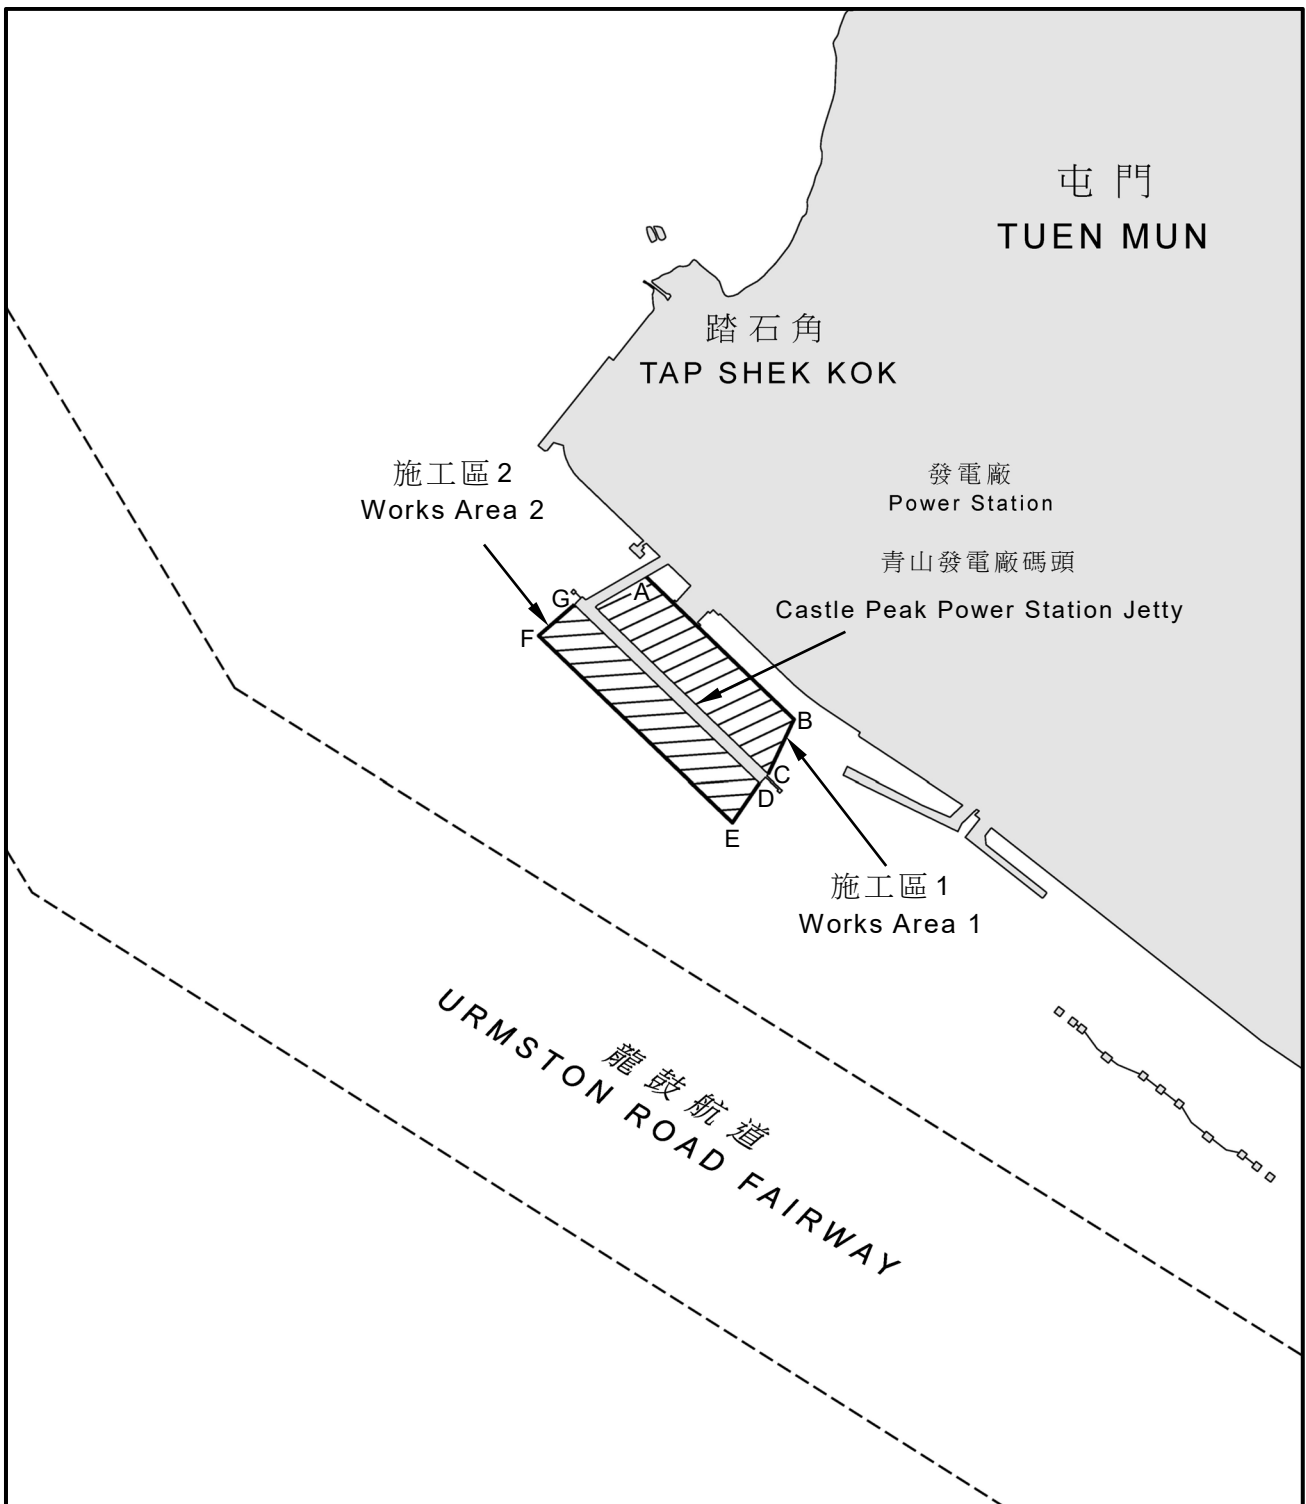 屯門
TUEN MUN
踏石角
TAP SHEK KOK
施工區2
Works Area 2
發電廠
Power Station
青山發電廠碼頭
Castle Peak Power Station Jetty
A
G
F
B
C
D
E
施工區1
Works Area 1
龍鼓航道
URMSTON ROAD FAIRWAY